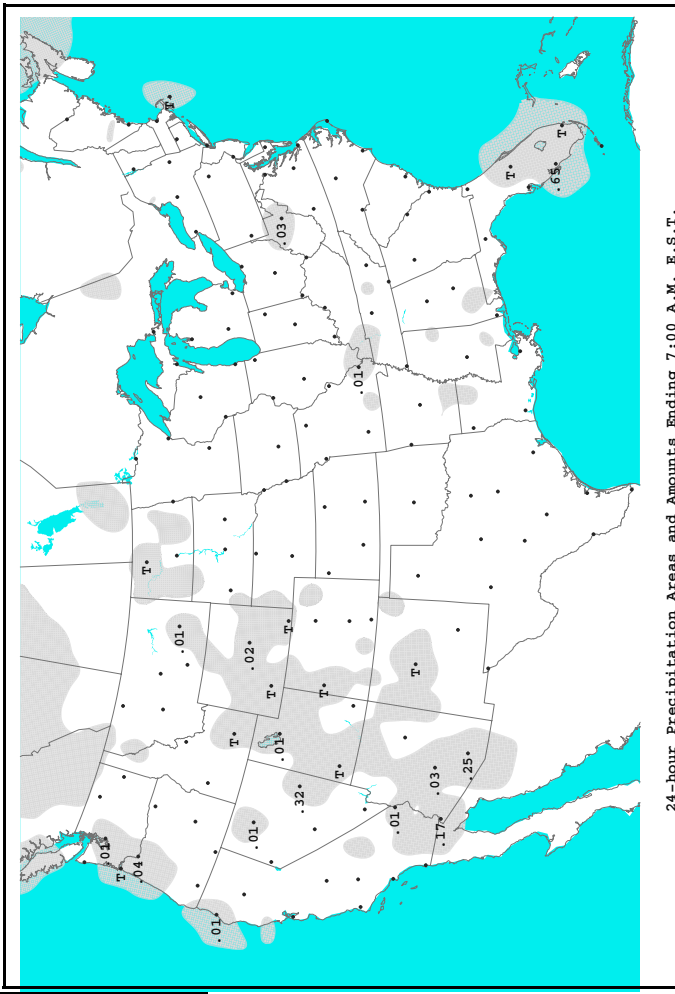 .01
T
.04
T
T
.01
.01
T
.02
.01
T
.01
.03
T
.32
T
T
.01
.01
T
.03
.17
.25
T
.65
T
24-hour Precipitation Areas and Amounts Ending 7:00 A.M. E.S.T.